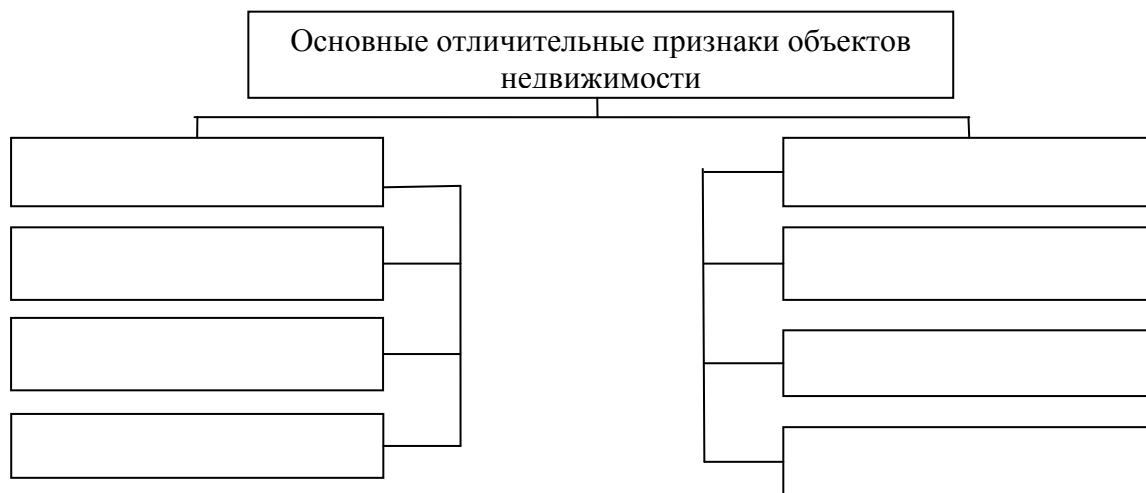 Основные отличительные признаки объектов
недвижимости